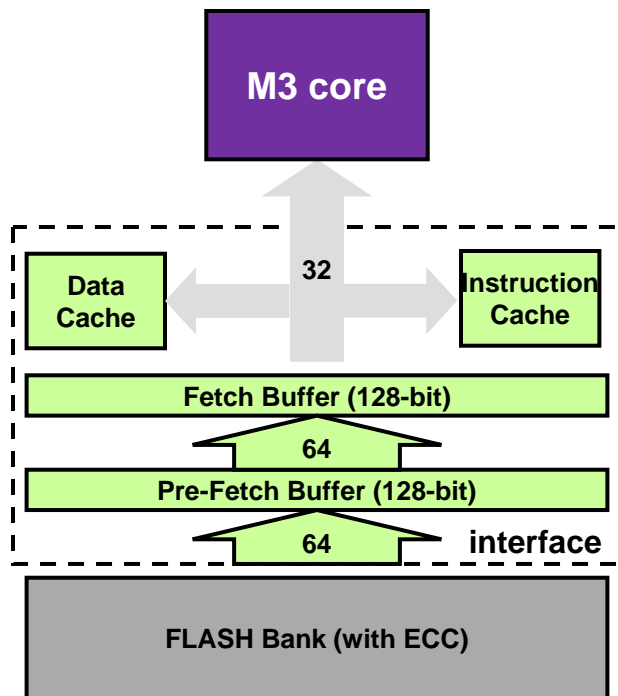 M3 core
32
Data
Cache
Instruction
Cache
Fetch Buffer (128-bit)
64
Pre-Fetch Buffer (128-bit)
64
interface
FLASH Bank (with ECC)